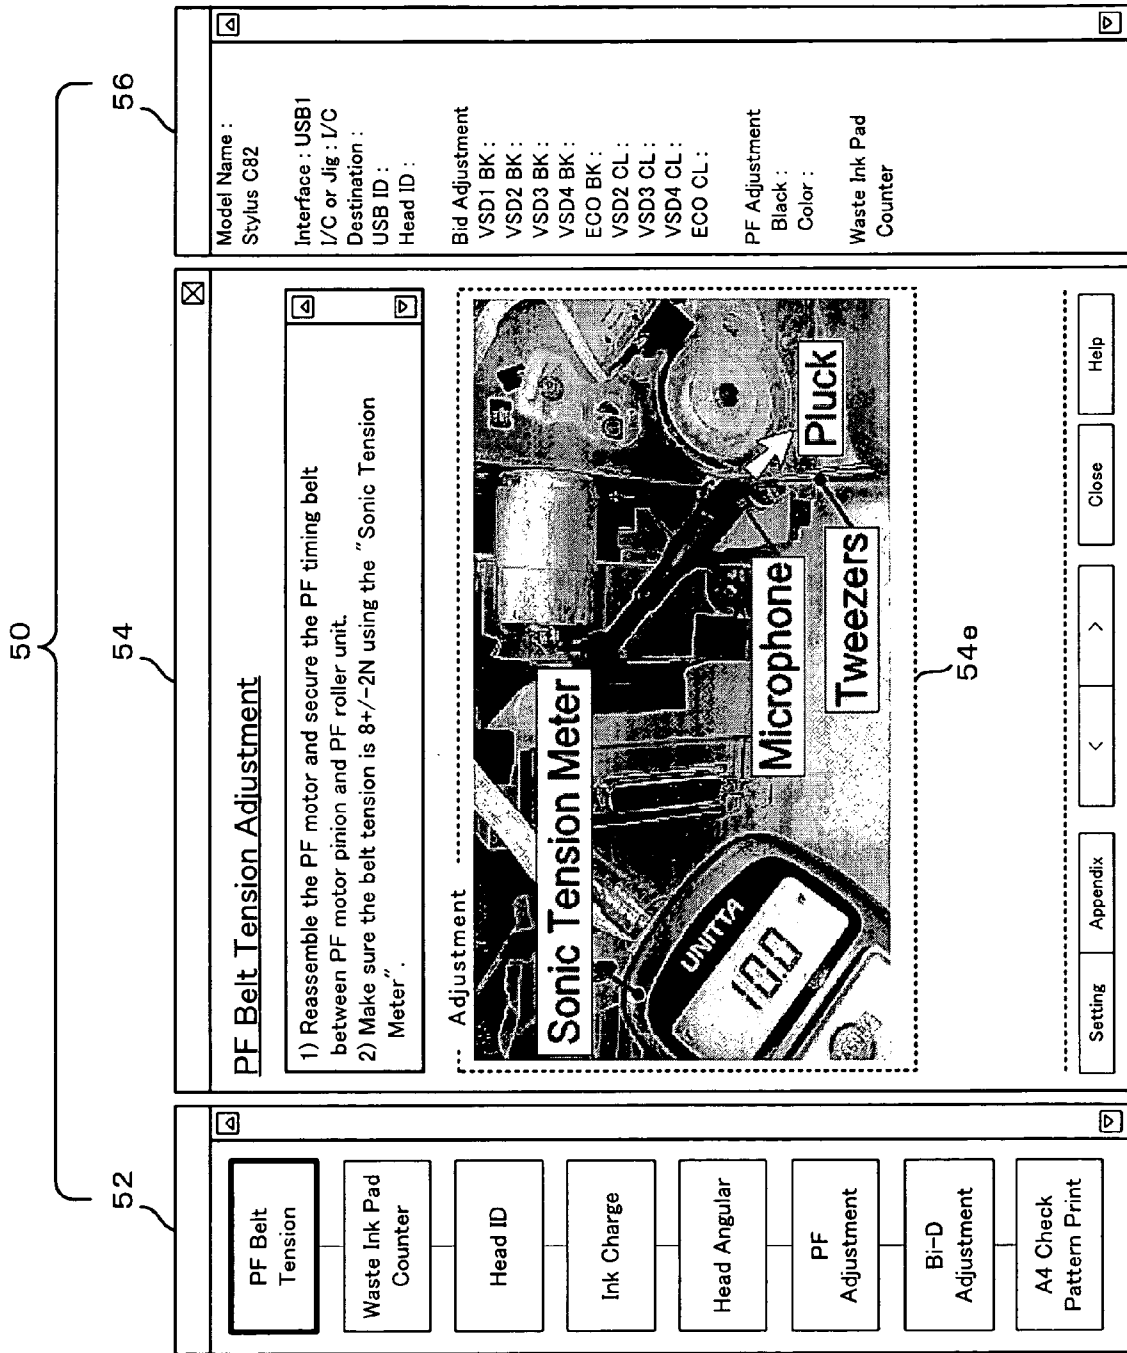 50
52
54
56
PF Belt
Tension
Waste Ink Pad
Counter
Head ID
Ink Charge
Head Angular
PF
Adjustment
Bi-D
Adjustment
A4 Check
Pattern Print
PF Belt Tension Adjustment
1) Reassemble the PF motor and secure the PF timing belt
between PF motor pinion and PF roller unit.
2) Make sure the belt tension is 8+/-2N using the "Sonic Tension
Meter".
Adjustment
Sonic Tension Meter
UNITTA
10.0
Microphone
Tweezers
Pluck
54e
Setting
Appendix
<
>
Close
Help
Model Name :
Stylus C82
Interface : USB1
I/C or Jig : I/C
Destination :
USB ID :
Head ID :
Bid Adjustment
VSD1 BK :
VSD2 BK :
VSD3 BK :
VSD4 BK :
ECO BK :
VSD2 CL :
VSD3 CL :
VSD4 CL :
ECO CL :
PF Adjustment
Black :
Color :
Waste Ink Pad
Counter